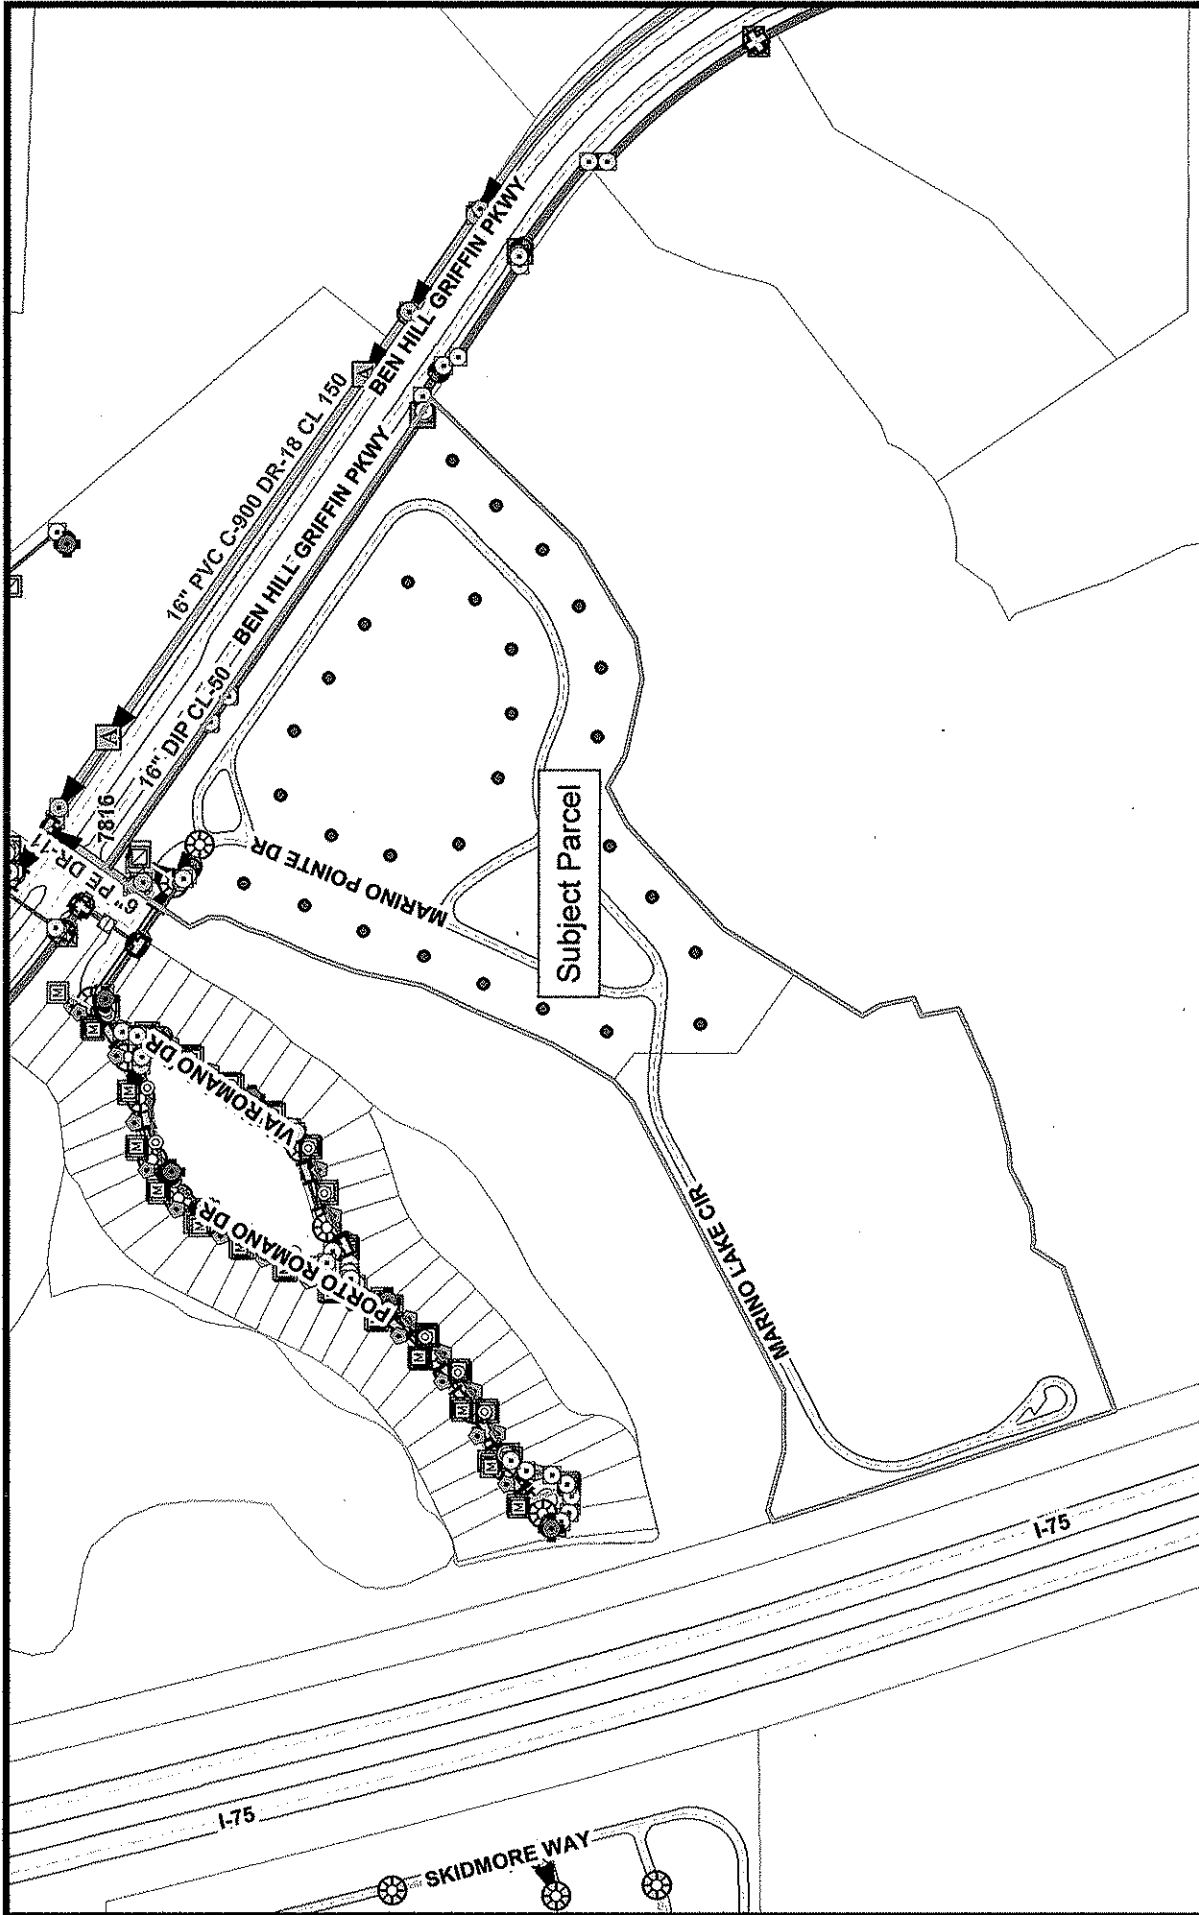 BEN HILL GRIFFIN PKWY
16" PVC C-900 DR-18 CL 150
BEN HILL GRIFFIN PKWY
16" DIP CL-50
7816
6" PE DR-11
A
A
MARINO POINTE DR
Subject Parcel
M
M
M
M
M
VIA ROMANO DR
PORTO ROMANO DR
M
M
M
M
MARINO LAKE CIR
I-75
I-75
SKIDMORE WAY